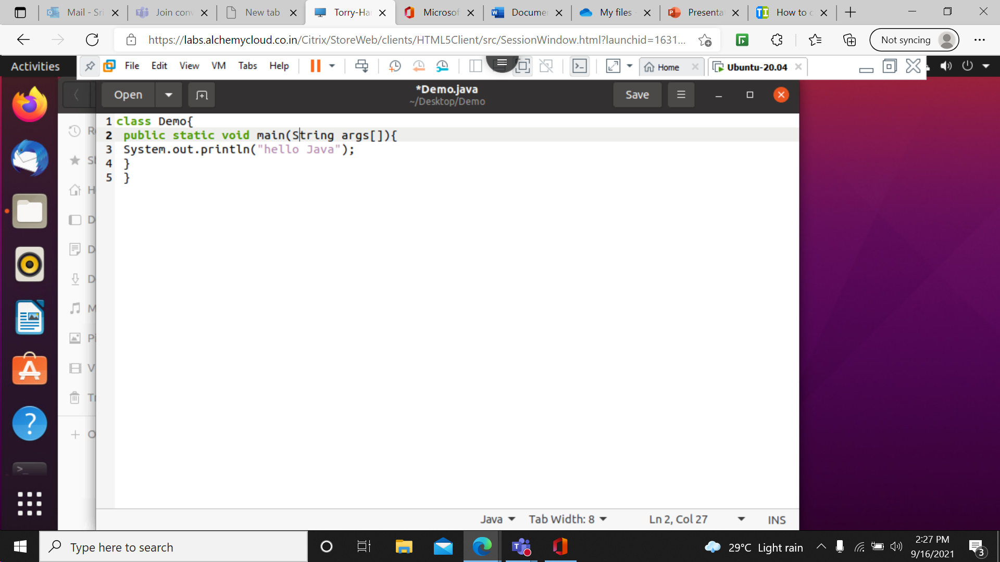 Mail - Sri
Join conv
New tab
Torry-Har
Microsof
Docume
My files -
Presenta
How to c
https://labs.alchemycloud.co.in/Citrix/StoreWeb/clients/HTML5Client/src/SessionWindow.html?launchid=1631...
Not syncing
Activities
File Edit View VM Tabs Help
Home
Ubuntu-20.04
Open
*Demo.java
~/Desktop/Demo
Save
1 class Demo{
2 public static void main(String args[]){
3 System.out.println("hello Java");
4 }
5 }
Java
Tab Width: 8
Ln 2, Col 27
INS
Type here to search
29°C Light rain
2:27 PM
9/16/2021
3